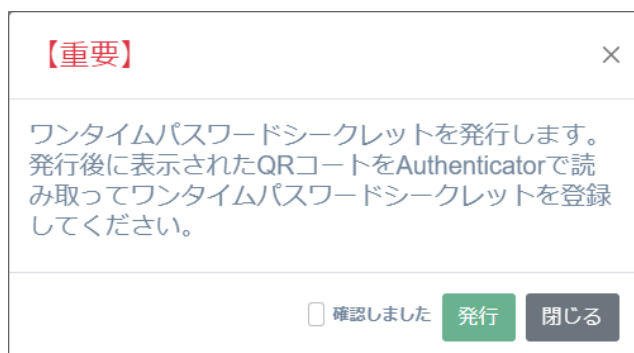 【重要】
ワンタイムパスワードシークレットを発行します。
発行後に表示されたQRコートをAuthenticatorで読
み取ってワンタイムパスワードシークレットを登録
してください。
確認しました 発行 閉じる